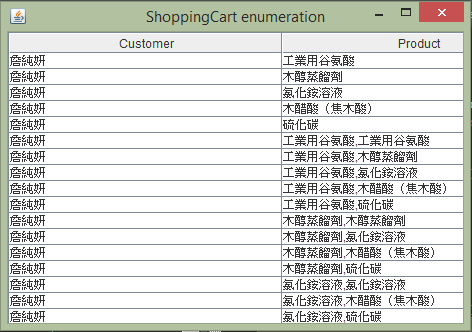 ShoppingCart enumeration
Customer Product
詹純妍 工業用谷氨酸
詹純妍 木醇蒸餾劑
詹純妍 氯化銨溶液
詹純妍 木醋酸（焦木酸）
詹純妍 硫化碳
詹純妍 工業用谷氨酸,工業用谷氨酸
詹純妍 工業用谷氨酸,木醇蒸餾劑
詹純妍 工業用谷氨酸,氯化銨溶液
詹純妍 工業用谷氨酸,木醋酸（焦木酸）
詹純妍 工業用谷氨酸,硫化碳
詹純妍 木醇蒸餾劑,木醇蒸餾劑
詹純妍 木醇蒸餾劑,氯化銨溶液
詹純妍 木醇蒸餾劑,木醋酸（焦木酸）
詹純妍 木醇蒸餾劑,硫化碳
詹純妍 氯化銨溶液,氯化銨溶液
詹純妍 氯化銨溶液,木醋酸（焦木酸）
詹純妍 氯化銨溶液,硫化碳